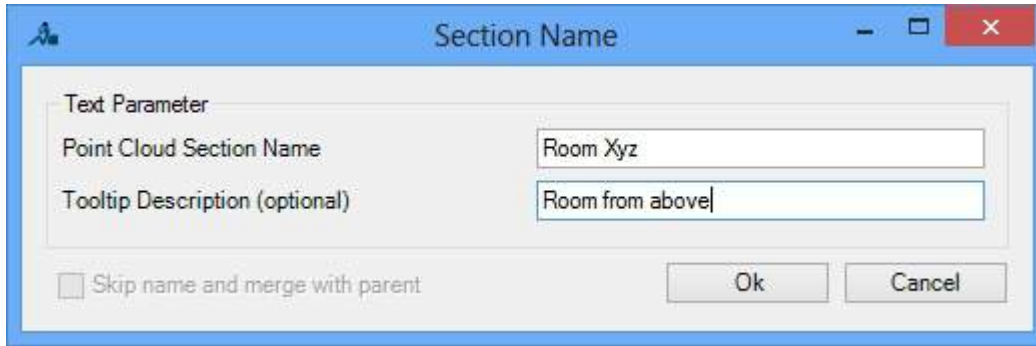 Section Name
Text Parameter
Point Cloud Section Name Room Xyz
Tooltip Description (optional) Room from above
Skip name and merge with parent Ok Cancel